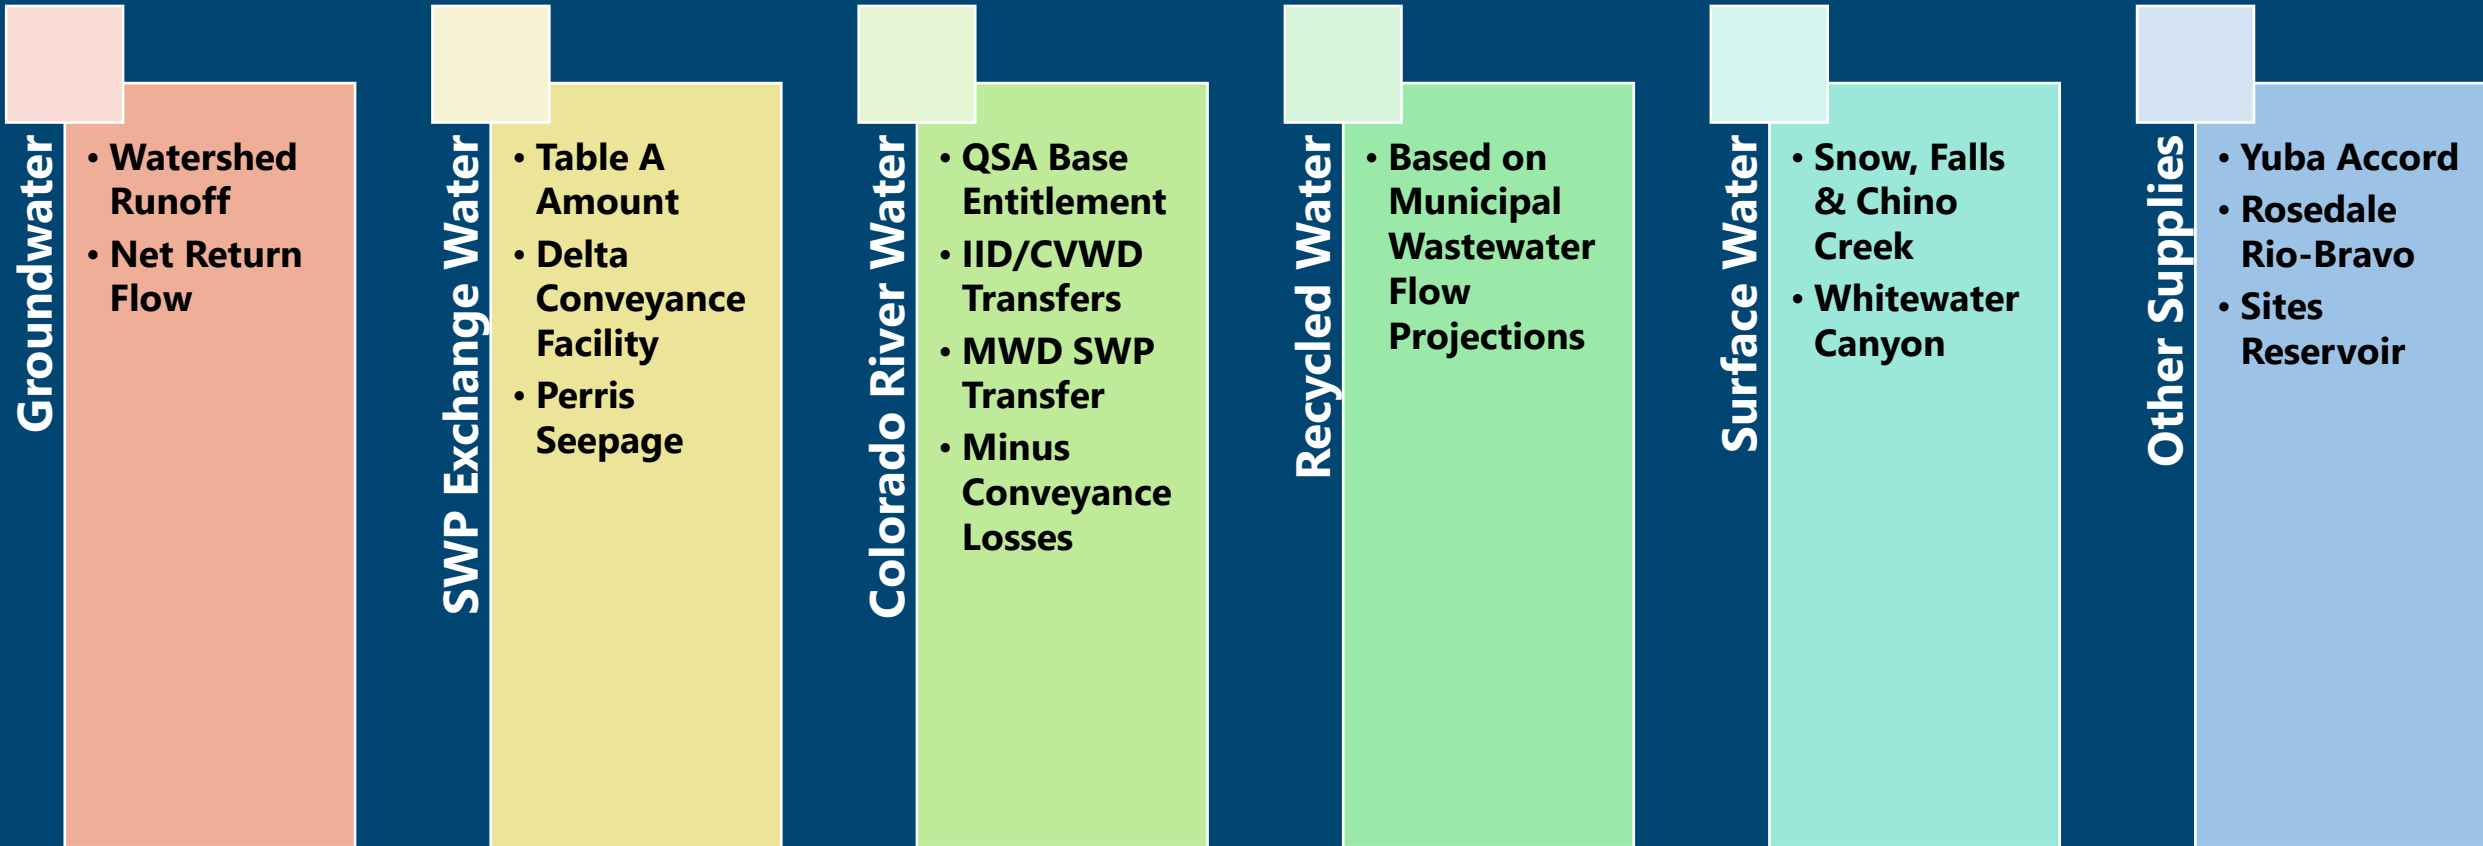 Groundwater
• Watershed
Runoff
• Net Return
Flow
SWP Exchange Water
• Table A
Amount
• Delta
Conveyance
Facility
• Perris
Seepage
Colorado River Water
• QSA Base
Entitlement
• IID/CVWD
Transfers
• MWD SWP
Transfer
• Minus
Conveyance
Losses
Recycled Water
• Based on
Municipal
Wastewater
Flow
Projections
Surface Water
• Snow, Falls
& Chino
Creek
• Whitewater
Canyon
Other Supplies
• Yuba Accord
• Rosedale
Rio-Bravo
• Sites
Reservoir